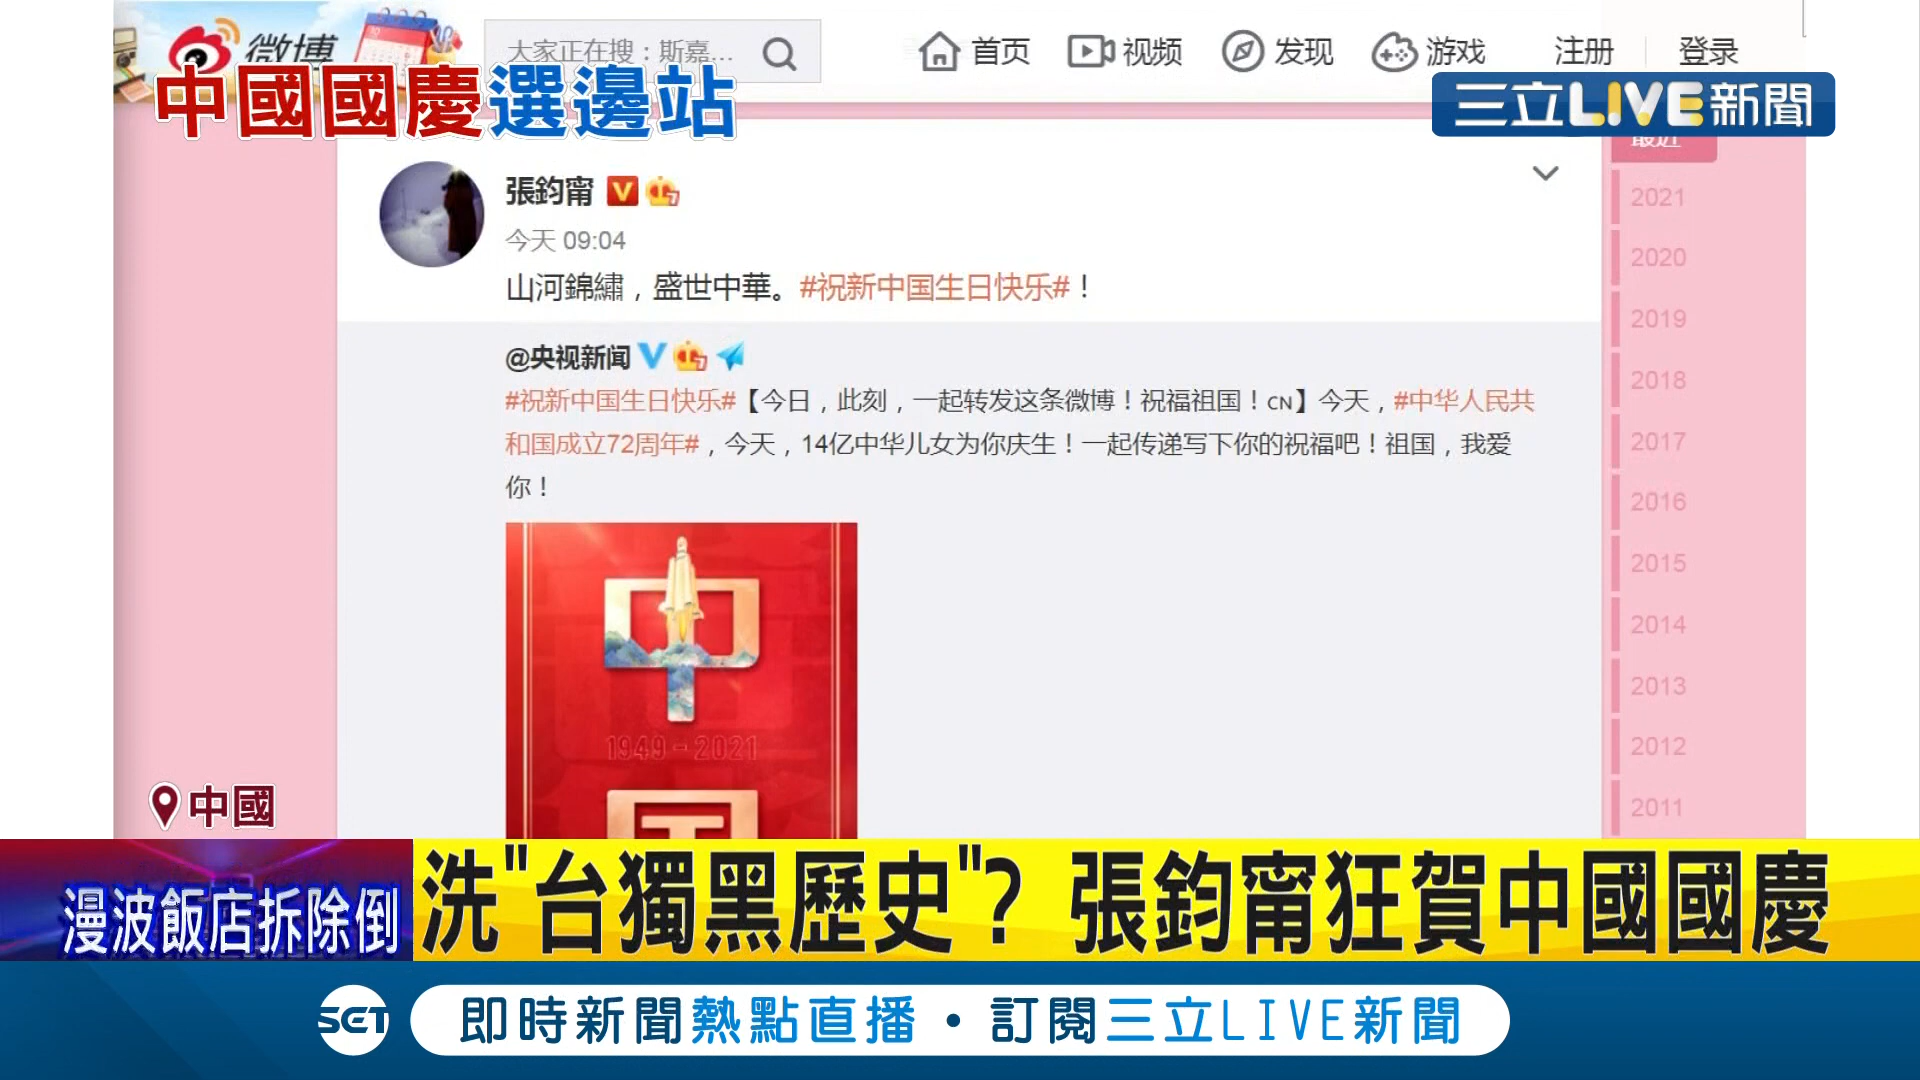 微博
大家正在搜：斯嘉...
首页
视频
发现
游戏
注册
登录
中國國慶選邊站
三立LIVE新聞
最近
張鈞甯
今天 09:04
山河錦繡，盛世中華。#祝新中国生日快乐#！
@央视新闻
#祝新中国生日快乐#【今日，此刻，一起转发这条微博！祝福祖国！CN】今天，#中华人民共
和国成立72周年#，今天，14亿中华儿女为你庆生！一起传递写下你的祝福吧！祖国，我爱
你！
中
1949-2021
2021
2020
2019
2018
2017
2016
2015
2014
2013
2012
2011
中國
漫波飯店拆除倒
洗"台獨黑歷史"? 張鈞甯狂賀中國國慶
SET
即時新聞熱點直播・訂閱三立LIVE新聞